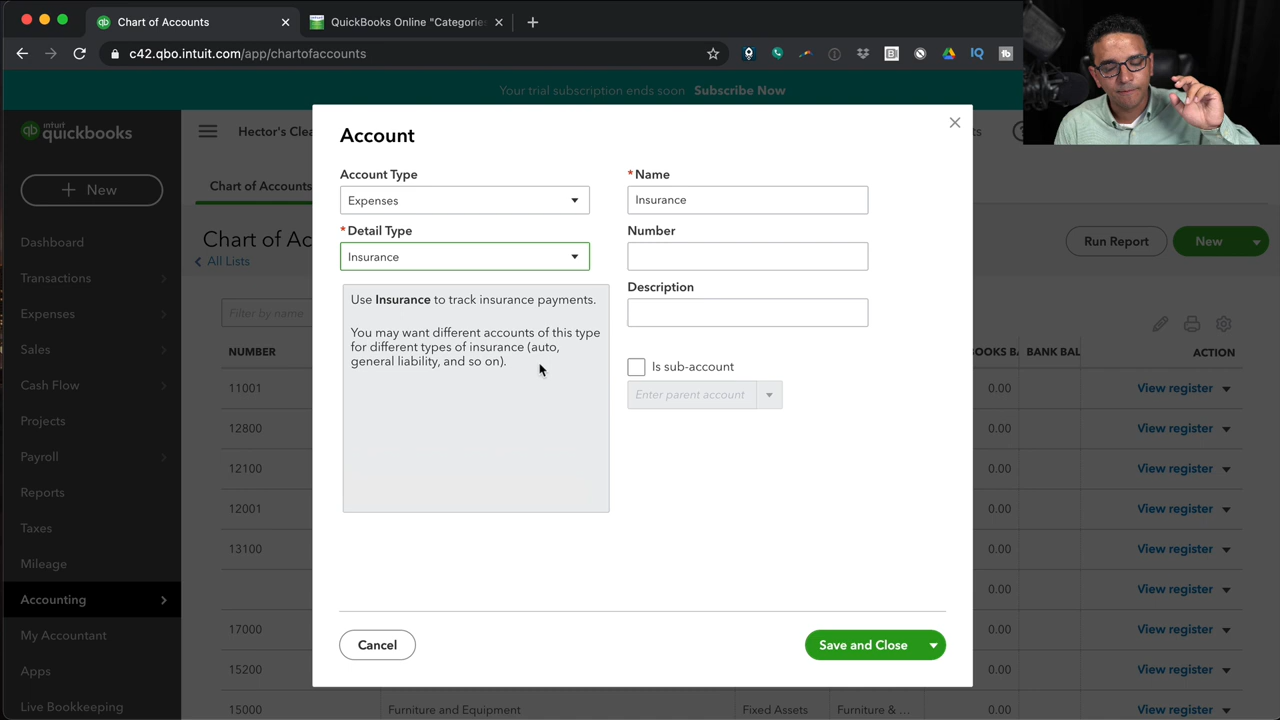 Chart of Accounts
QuickBooks Online "Categories
c42.qbo.intuit.com/app/chartofaccounts
Your trial subscription ends soon Subscribe Now
intuit
quickbooks
Hector's Clea
New
Chart of Accounts
Dashboard
Transactions
Expenses
Sales
Cash Flow
Projects
Payroll
Reports
Taxes
Mileage
Accounting
My Accountant
Apps
Live Bookkeeping
Chart of Ac
All Lists
Run Report
New
Filter by name
NUMBER
BANK BAL
ACTION
11001
0.00
View register
12800
0.00
View register
12100
0.00
View register
12001
0.00
View register
13100
0.00
View register
0.00
View register
17000
0.00
View register
15200
0.00
View register
15000
Furniture and Equipment
Fixed Assets
Furniture & ...
0.00
View register
Account
Account Type
Expenses
* Detail Type
Insurance
Use Insurance to track insurance payments.
You may want different accounts of this type
for different types of insurance (auto,
general liability, and so on).
* Name
Insurance
Number
Description
Is sub-account
Enter parent account
Cancel
Save and Close